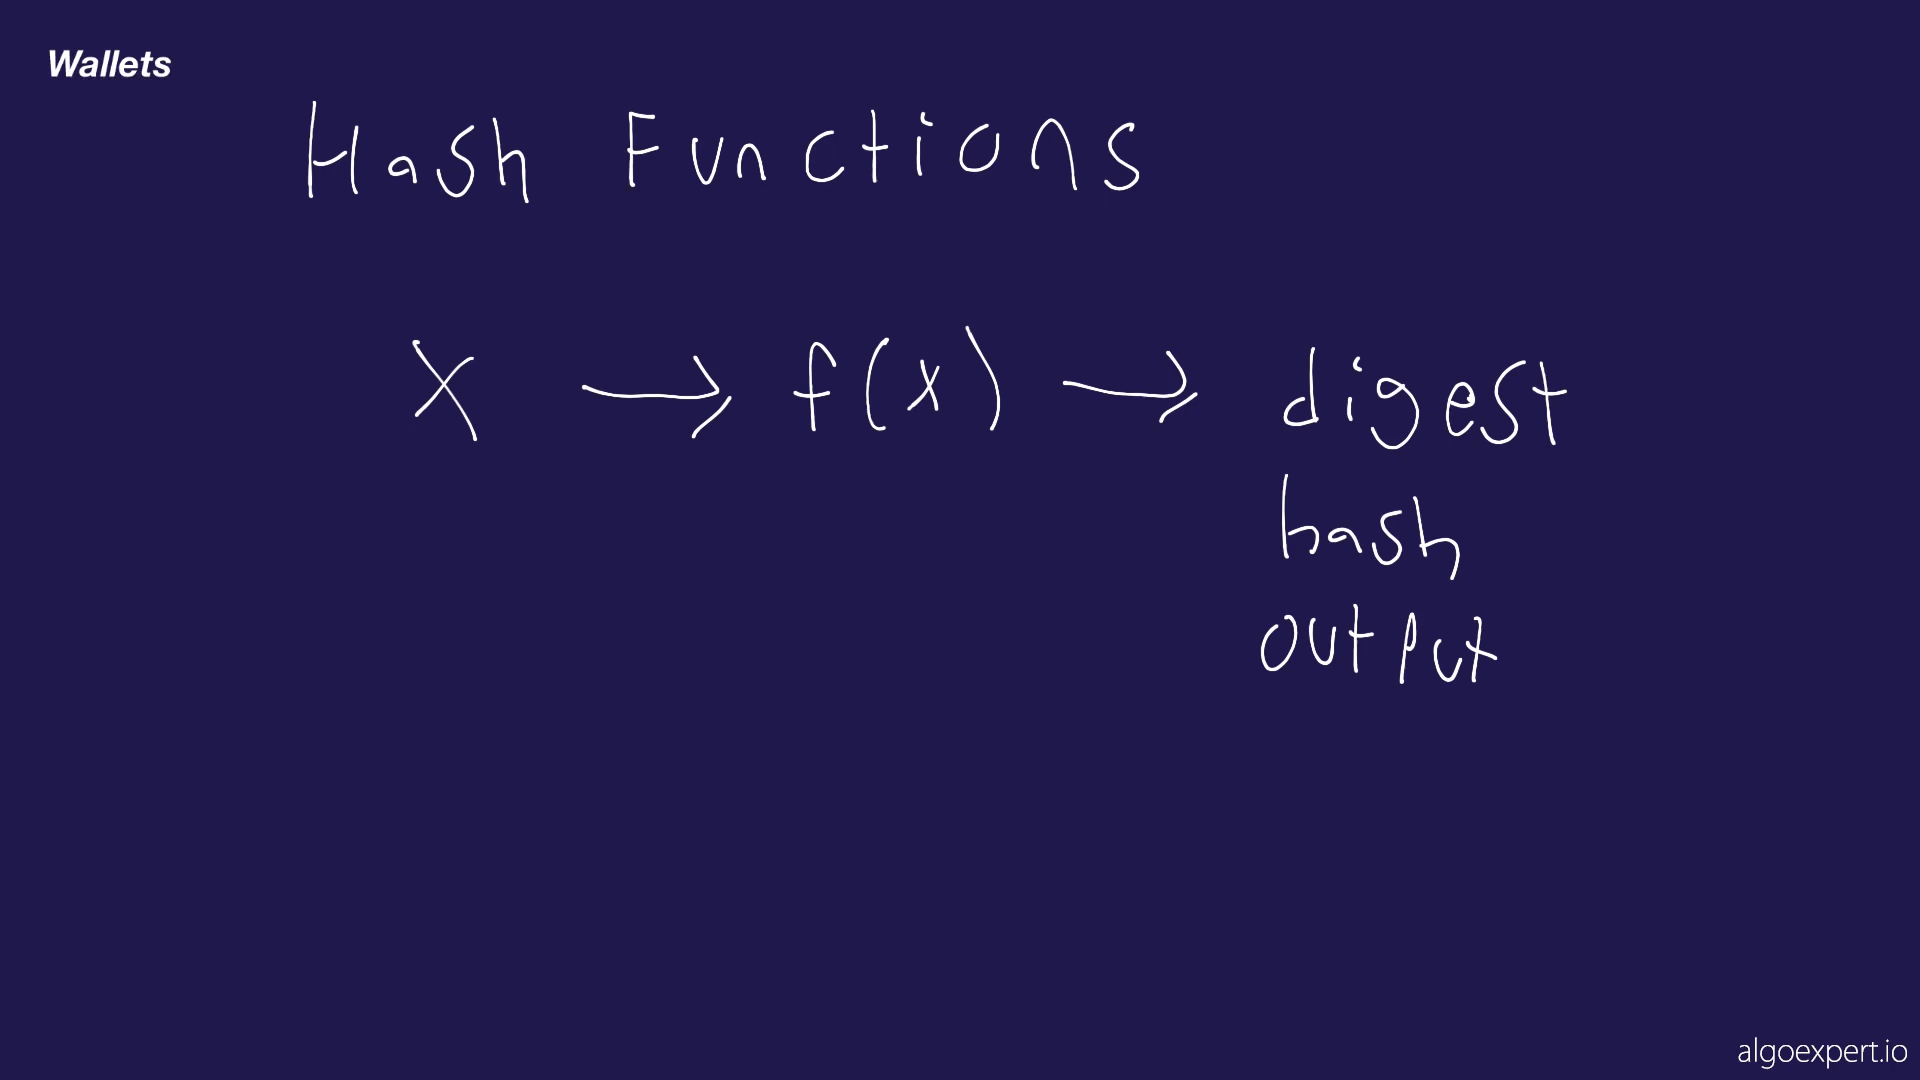 Wallets
Hash Functions
X → f(x) → digest
hash
output
algoexpert.io